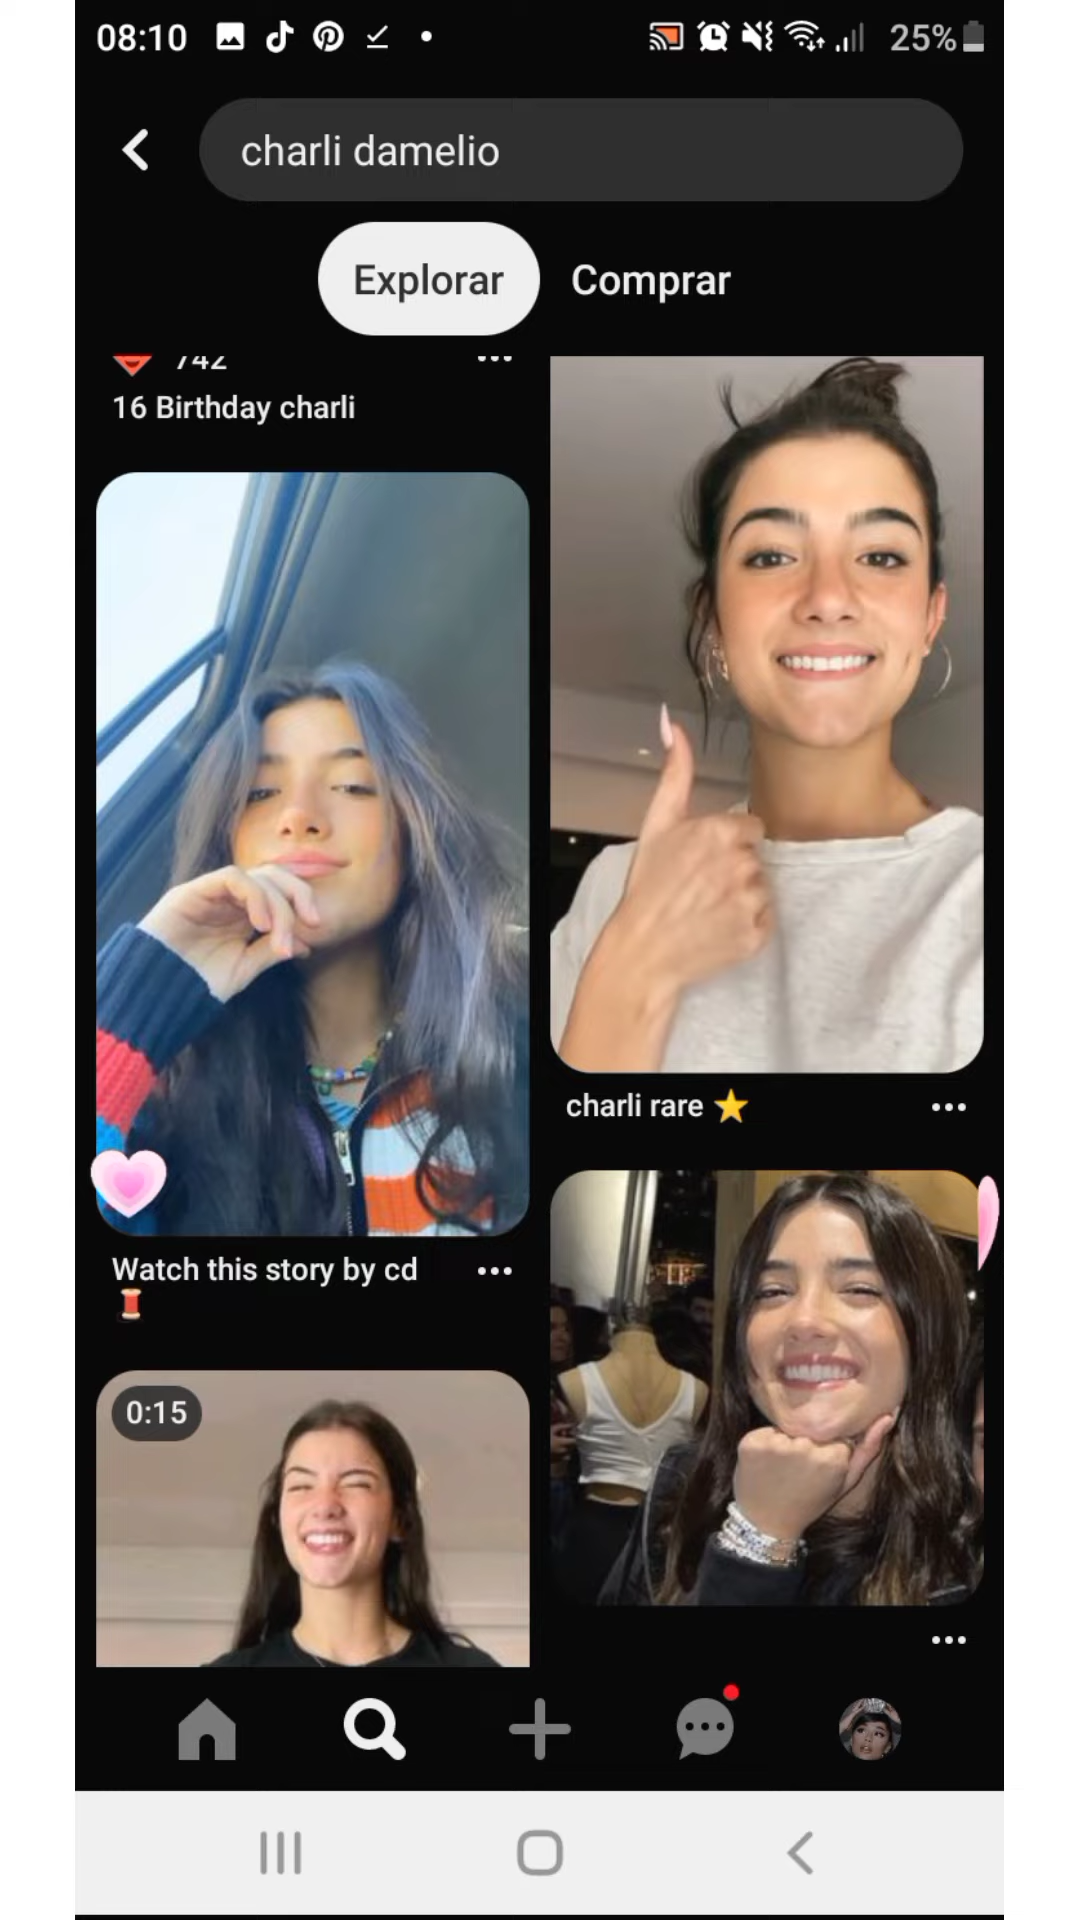 08:10
25%
charli damelio
Explorar Comprar
742
16 Birthday charli
charli rare ⭐
Watch this story by cd
🧵
0:15